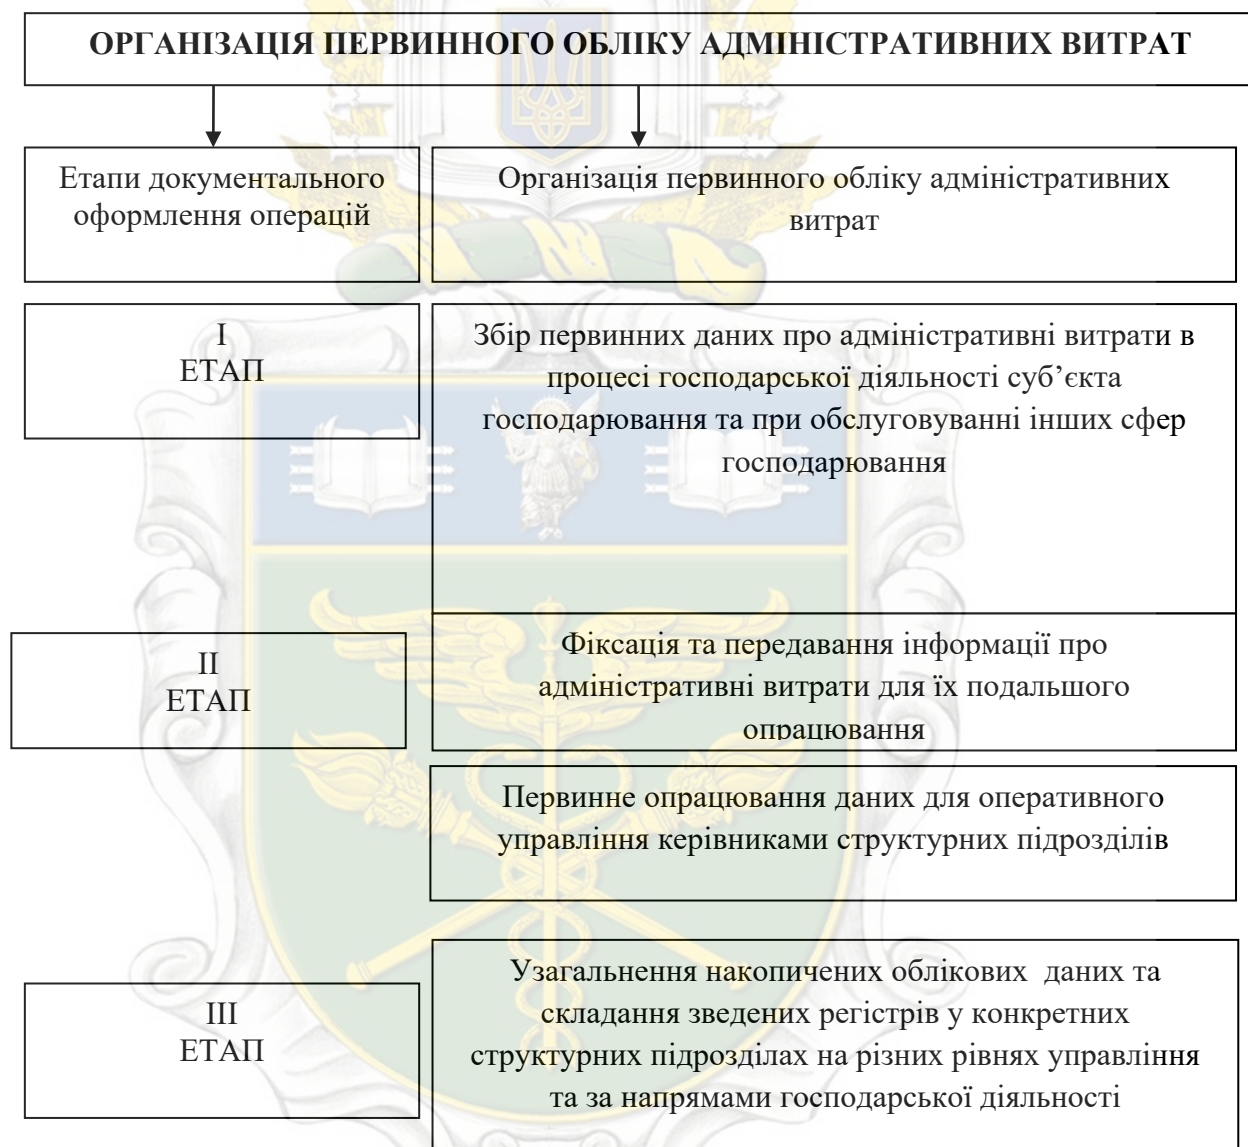 ОРГАНІЗАЦІЯ ПЕРВИННОГО ОБЛІКУ АДМІНІСТРАТИВНИХ ВИТРАТ
Етапи документального
оформлення операцій
Організація первинного обліку адміністративних
витрат
І
ЕТАП
Збір первинних даних про адміністративні витрати в
процесі господарської діяльності суб’єкта
господарювання та при обслуговуванні інших сфер
господарювання
ІІ
ЕТАП
Фіксація та передавання інформації про
адміністративні витрати для їх подальшого
опрацювання
Первинне опрацювання даних для оперативного
управління керівниками структурних підрозділів
ІІІ
ЕТАП
Узагальнення накопичених облікових даних та
складання зведених регістрів у конкретних
структурних підрозділах на різних рівнях управління
та за напрямами господарської діяльності